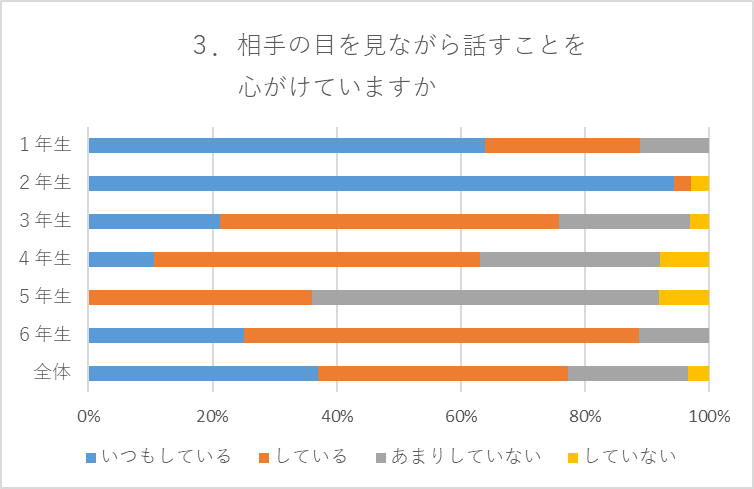 ３．相手の目を見ながら話すことを
心がけていますか
１年生
２年生
３年生
４年生
５年生
６年生
全体
0% 20% 40% 60% 80% 100%
いつもしている している あまりしていない していない